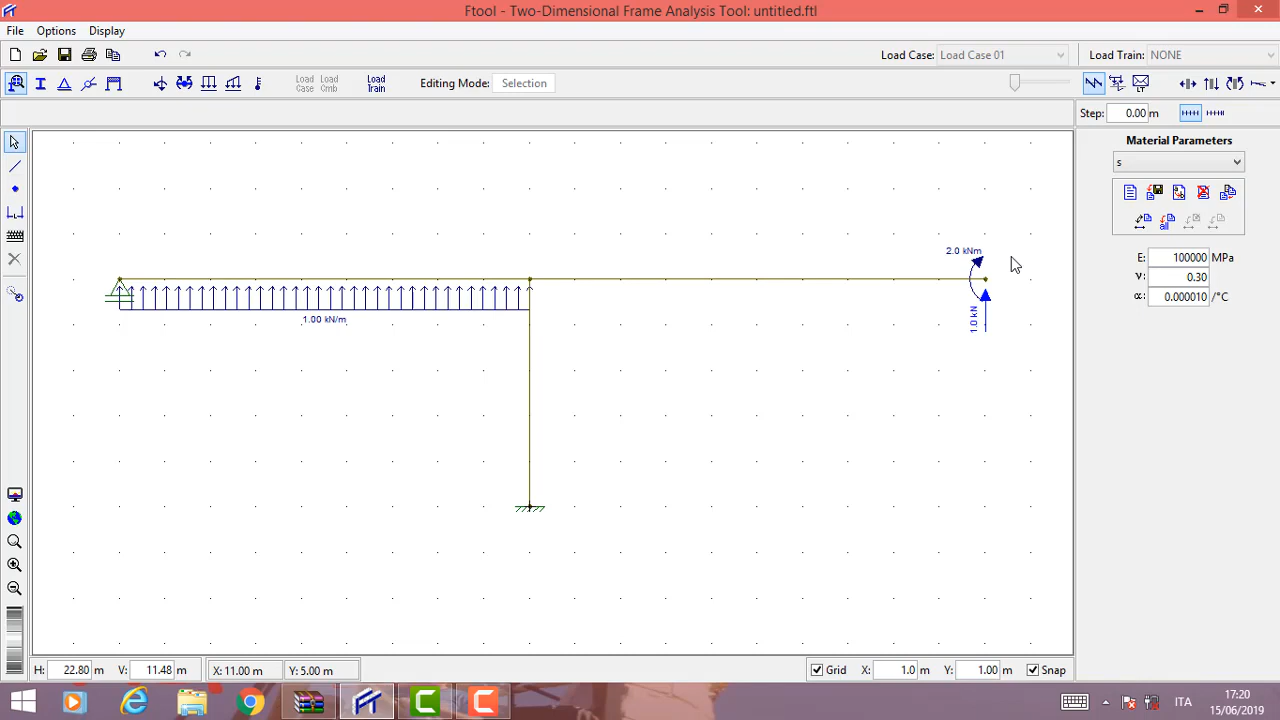 Ftool - Two-Dimensional Frame Analysis Tool: untitled.ftl
File Options Display
Load Case: Load Case 01 Load Train: NONE
Load Case Load Cmb Load Train Editing Mode: Selection
Step: 0.00 m
Material Parameters
s
all
E: 100000 MPa
ν: 0.30
α: 0.000010 /°C
2.0 kNm
1.0 kN
1.00 kN/m
H: 22.80 m V: 11.48 m X: 11.00 m Y: 5.00 m Grid X: 1.0 m Y: 1.00 m Snap
ITA
17:20
15/06/2019